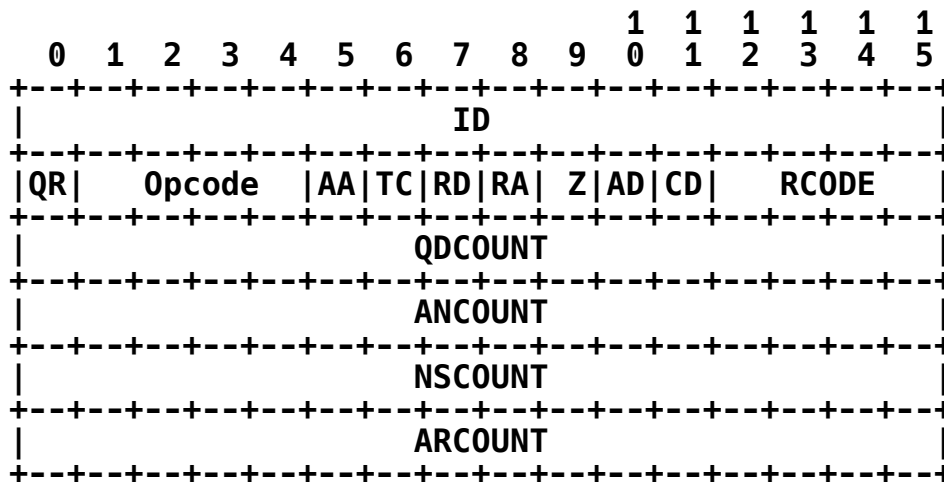 1  1  1  1  1  1
  0  1  2  3  4  5  6  7  8  9  0  1  2  3  4  5
+--+--+--+--+--+--+--+--+--+--+--+--+--+--+--+--+
|                      ID                       |
+--+--+--+--+--+--+--+--+--+--+--+--+--+--+--+--+
|QR|   Opcode  |AA|TC|RD|RA| Z|AD|CD|   RCODE   |
+--+--+--+--+--+--+--+--+--+--+--+--+--+--+--+--+
|                    QDCOUNT                    |
+--+--+--+--+--+--+--+--+--+--+--+--+--+--+--+--+
|                    ANCOUNT                    |
+--+--+--+--+--+--+--+--+--+--+--+--+--+--+--+--+
|                    NSCOUNT                    |
+--+--+--+--+--+--+--+--+--+--+--+--+--+--+--+--+
|                    ARCOUNT                    |
+--+--+--+--+--+--+--+--+--+--+--+--+--+--+--+--+